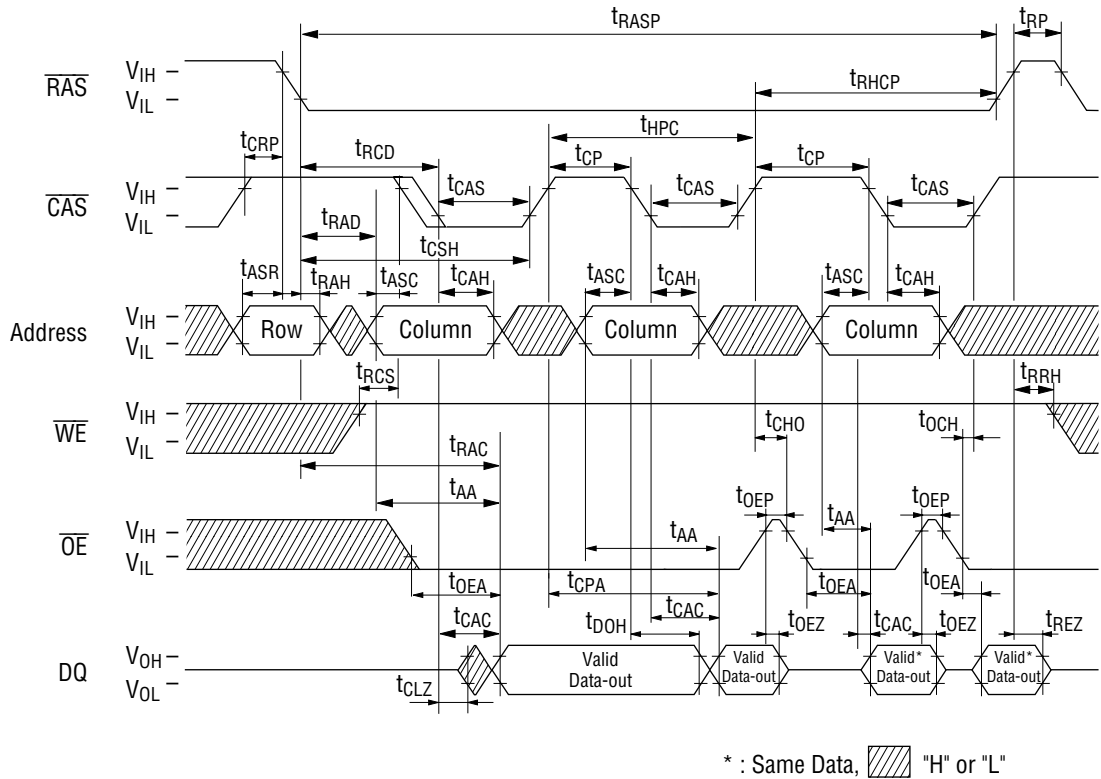 tRASP
tRP
RAS
VIH
VIL
tRHCP
tCRP
tRCD
tHPC
tCP
tCP
CAS
VIH
VIL
tCAS
tCAS
tCAS
tRAD
tCSH
tASR
tRAH
tASC
tCAH
tASC
tCAH
tASC
tCAH
Address
VIH
VIL
Row
Column
Column
Column
tRCS
tRRH
WE
VIH
VIL
tCHO
tOCH
tRAC
tAA
tOEP
tOEP
OE
VIH
VIL
tAA
tAA
tOEA
tCPA
tOEA
tOEA
tCAC
tCAC
tDOH
tOEZ
tCAC
tOEZ
tREZ
DQ
VOH
VOL
Valid
Data-out
Valid
Data-out
Valid*
Data-out
Valid*
Data-out
tCLZ
* : Same Data, "H" or "L"